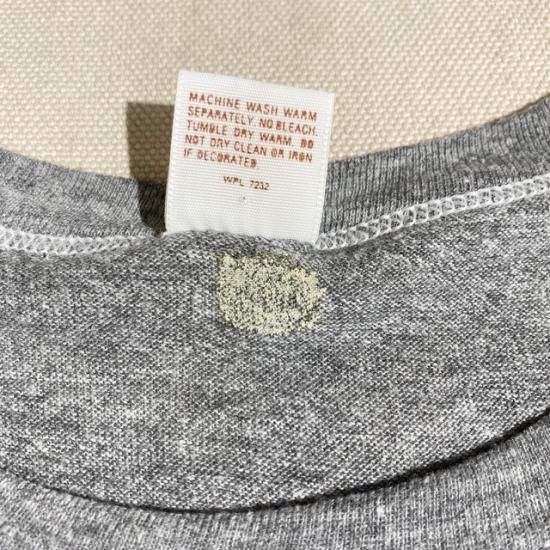 MACHINE WASH WARM
SEPARATELY. NO BLEACH.
TUMBLE DRY WARM. DO
NOT DRY CLEAN OR IRON
IF DECORATED.
WPL 7232